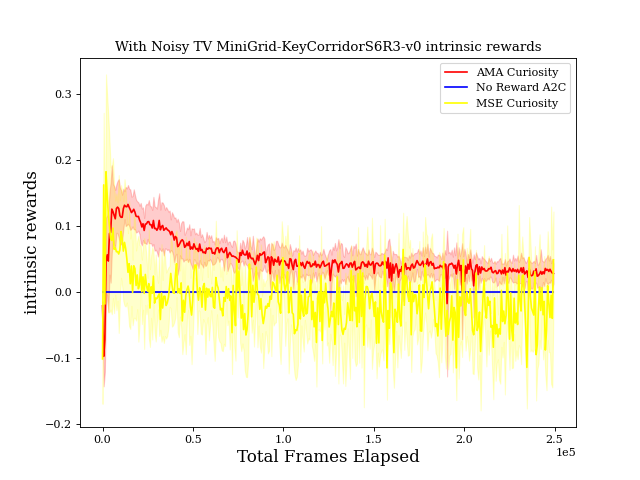 With Noisy TV MiniGrid-KeyCorridorS6R3-v0 intrinsic rewards
AMA Curiosity
No Reward A2C
MSE Curiosity
intrinsic rewards
0.3
0.2
0.1
0.0
−0.1
−0.2
0.0 0.5 1.0 1.5 2.0 2.5
1e5
Total Frames Elapsed